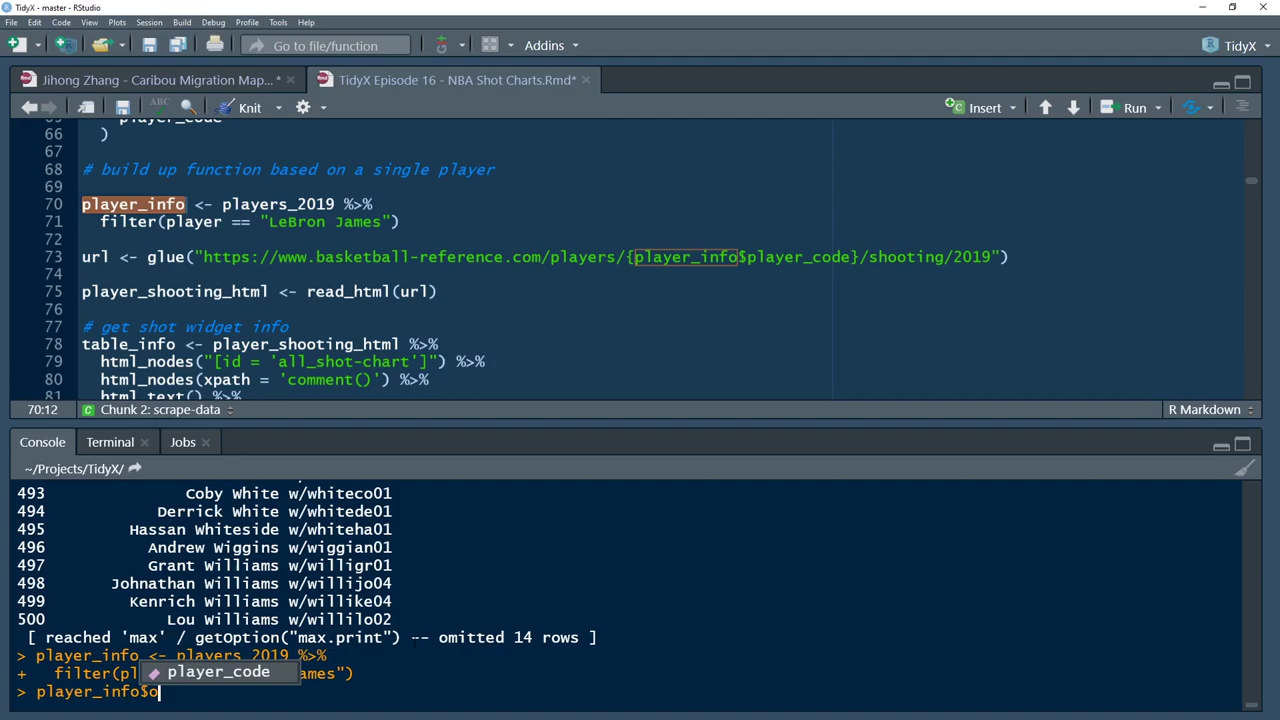 TidyX - master - RStudio
File Edit Code View Plots Session Build Debug Profile Tools Help
Go to file/function Addins TidyX
Jihong Zhang - Caribou Migration Map...* TidyX Episode 16 - NBA Shot Charts.Rmd*
ABC Knit Insert Run
player_code
66 )
67
68 # build up function based on a single player
69
70 player_info <- players_2019 %>%
71 filter(player == "LeBron James")
72
73 url <- glue("https://www.basketball-reference.com/players/{player_info$player_code}/shooting/2019")
74
75 player_shooting_html <- read_html(url)
76
77 # get shot widget info
78 table_info <- player_shooting_html %>%
79 html_nodes("[id = 'all_shot-chart']") %>%
80 html_nodes(xpath = 'comment()') %>%
81 html_text() %>%
70:12 Chunk 2: scrape-data R Markdown
Console Terminal Jobs
~/Projects/TidyX/
493 Coby White w/whiteco01
494 Derrick White w/whitede01
495 Hassan Whiteside w/whiteha01
496 Andrew Wiggins w/wiggian01
497 Grant Williams w/willigr01
498 Johnathan Williams w/willijo04
499 Kenrich Williams w/willike04
500 Lou Williams w/willilo02
[ reached 'max' / getOption("max.print") -- omitted 14 rows ]
> player_info <- players_2019 %>%
+ filter(pl player_code ames")
> player_info$o